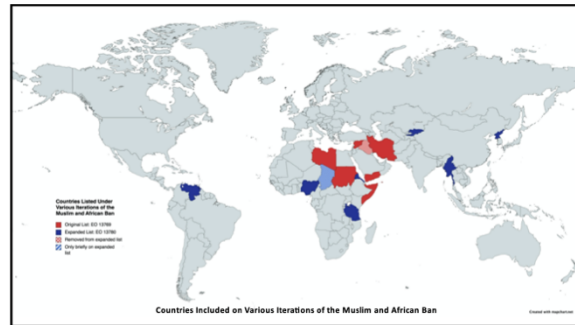 Countries Listed Under
Various Iterations of the
Muslim and African Ban
Original List: EO 13769
Expanded List: EO 13780
Removed from expanded list
Only briefly on expanded
list
Countries Included on Various Iterations of the Muslim and African Ban
Created with mapchart.net